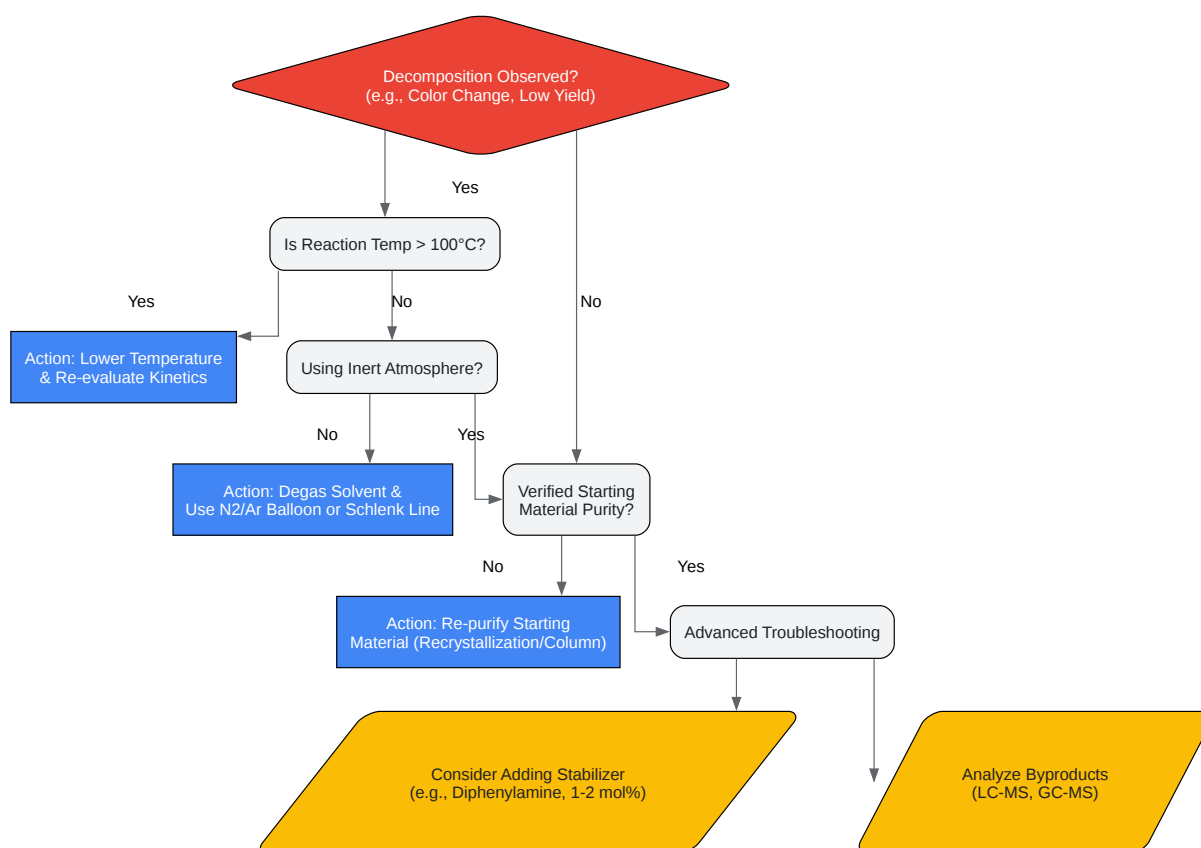 Decomposition Observed?
(e.g., Color Change, Low Yield)
Yes
Is Reaction Temp > 100°C?
Yes
No
No
Action: Lower Temperature
& Re-evaluate Kinetics
Using Inert Atmosphere?
No
Yes
Action: Degas Solvent &
Use N2/Ar Balloon or Schlenk Line
Verified Starting
Material Purity?
No
Yes
Action: Re-purify Starting
Material (Recrystallization/Column)
Advanced Troubleshooting
Consider Adding Stabilizer
(e.g., Diphenylamine, 1-2 mol%)
Analyze Byproducts
(LC-MS, GC-MS)